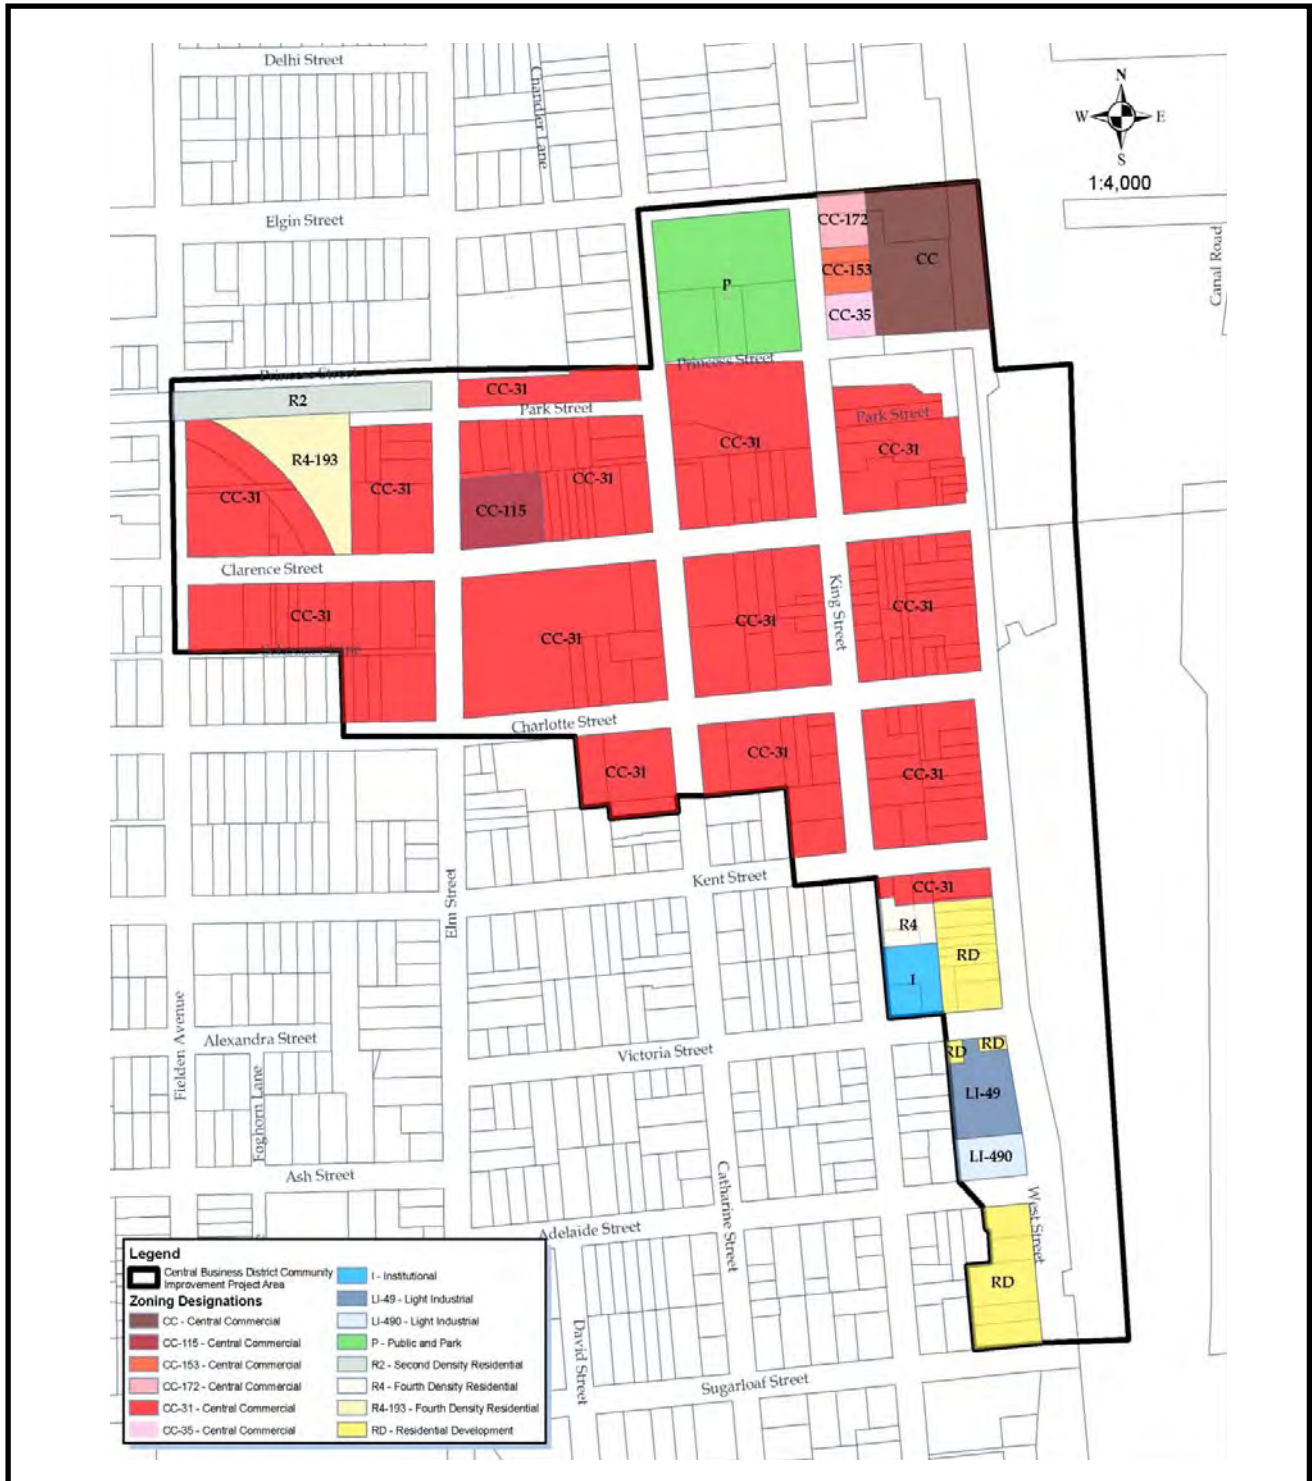 Delhi Street
Chandler Lane
N
W E
S
1:4,000
Elgin Street
Canal Road
CC-172
CC-153
CC
CC-35
P
Princess Street
Princess Street
R2
CC-31
Park Street
Park Street
R4-193
CC-31
CC-31
CC-31
CC-31
CC-31
CC-115
Clarence Street
King Street
CC-31
CC-31
CC-31
CC-31
Lane
Charlotte Street
CC-31
CC-31
CC-31
Kent Street
Elm Street
CC-31
R4
RD
I
Fielden Avenue
Alexandra Street
Victoria Street
RD
RD
Foghorn Lane
LI-49
LI-490
Ash Street
Catharine Street
West Street
Adelaide Street
RD
David Street
Sugarloaf Street
Legend
Central Business District Community
Improvement Project Area
Zoning Designations
CC - Central Commercial
CC-115 - Central Commercial
CC-153 - Central Commercial
CC-172 - Central Commercial
CC-31 - Central Commercial
CC-35 - Central Commercial
I - Institutional
LI-49 - Light Industrial
LI-490 - Light Industrial
P - Public and Park
R2 - Second Density Residential
R4 - Fourth Density Residential
R4-193 - Fourth Density Residential
RD - Residential Development